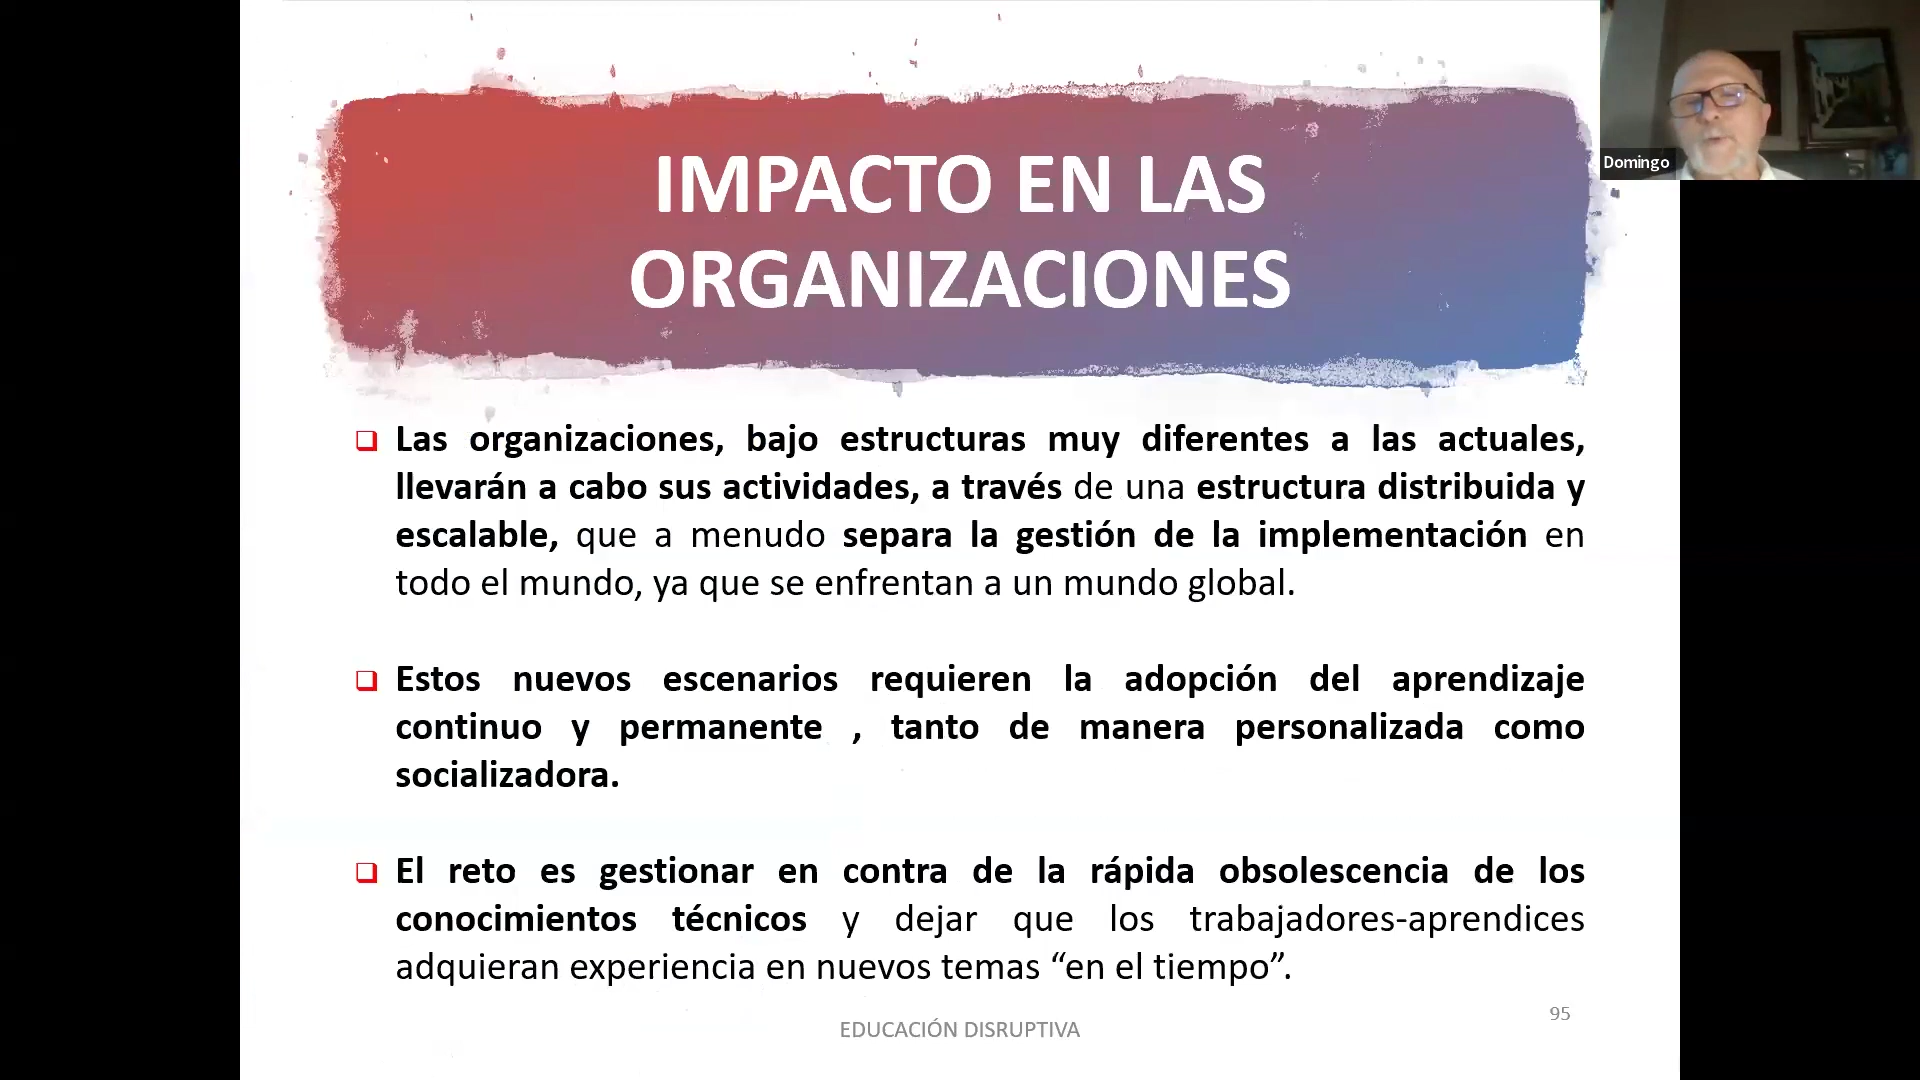 IMPACTO EN LAS
ORGANIZACIONES
Domingo
Las organizaciones, bajo estructuras muy diferentes a las actuales,
llevarán a cabo sus actividades, a través de una estructura distribuida y
escalable, que a menudo separa la gestión de la implementación en
todo el mundo, ya que se enfrentan a un mundo global.
Estos nuevos escenarios requieren la adopción del aprendizaje
continuo y permanente , tanto de manera personalizada como
socializadora.
El reto es gestionar en contra de la rápida obsolescencia de los
conocimientos técnicos y dejar que los trabajadores-aprendices
adquieran experiencia en nuevos temas “en el tiempo”.
95
EDUCACIÓN DISRUPTIVA